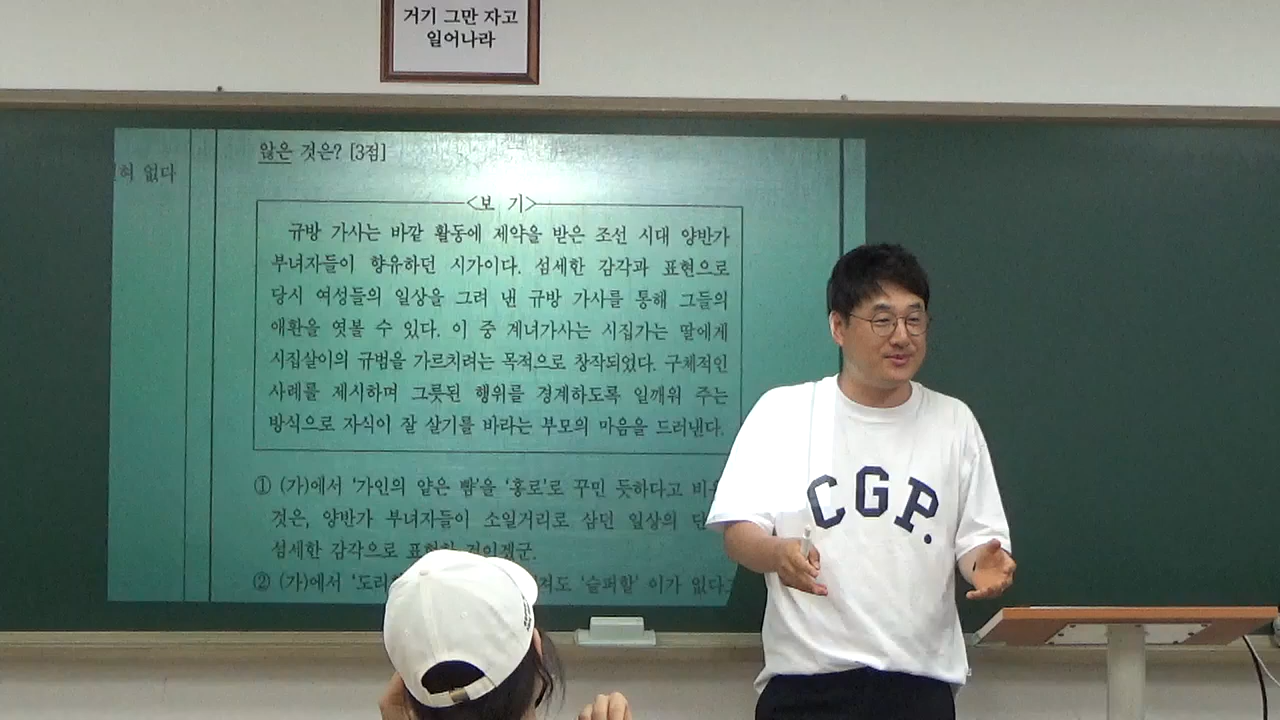 거기 그만 자고
일어나라
없다
않은 것은? [3점]
<보 기>
규방 가사는 바깥 활동에 제약을 받은 조선 시대 양반가
부녀자들이 향유하던 시가이다. 섬세한 감각과 표현으로
당시 여성들의 일상을 그려 낸 규방 가사를 통해 그들의
애환을 엿볼 수 있다. 이 중 계녀가사는 시집가는 딸에게
시집살이의 규범을 가르치려는 목적으로 창작되었다. 구체적인
사례를 제시하며 그릇된 행위를 경계하도록 일깨워 주는
방식으로 자식이 잘 살기를 바라는 부모의 마음을 드러낸다.
① (가)에서 '가인의 얕은 뺨'을 '홍로'로 꾸민 듯하다고
것은, 양반가 부녀자들이 소일거리로 삼던 일상의
섬세한 감각으로
② (가)에서 '슬퍼할' 이가 없다고
CGP.